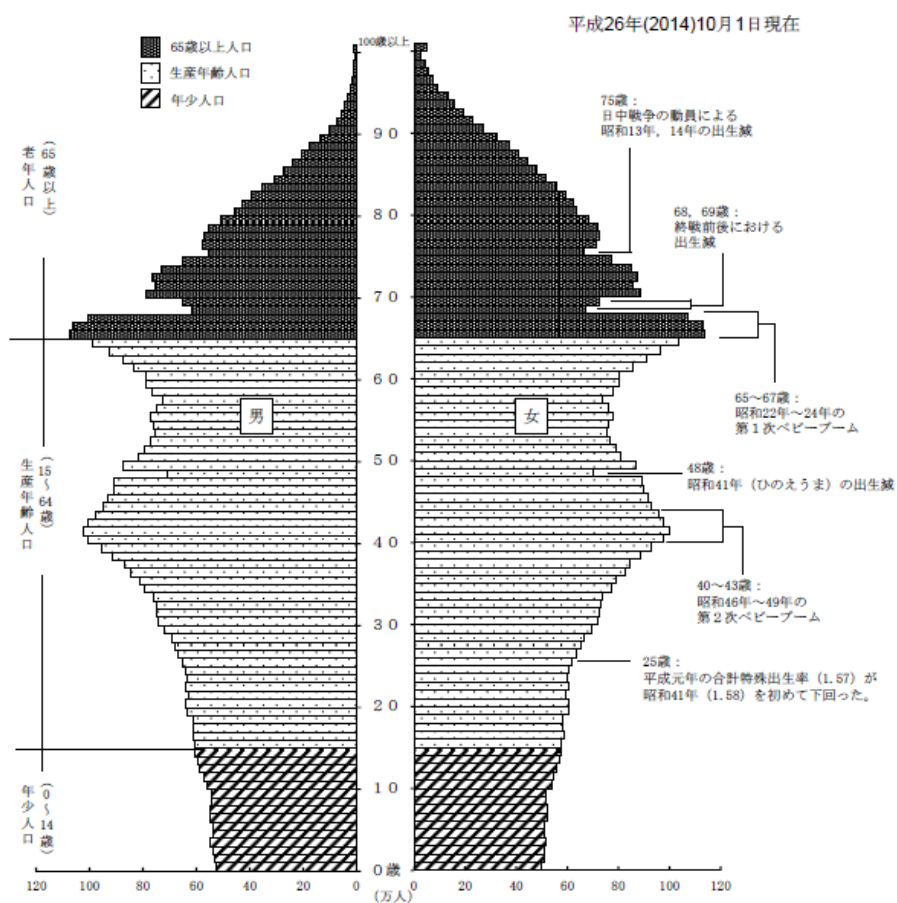 平成26年(2014)10月1日現在
65歳以上人口
生産年齢人口
年少人口
100歳以上
90
80
70
60
50
40
30
20
10
0歳
(万人)
老年人口
(65歳以上)
生産年齢人口
(15～64歳)
年少人口
(0～14歳)
男
女
75歳：
日中戦争の動員による
昭和13年，14年の出生減
68，69歳：
終戦前後における
出生減
65～67歳：
昭和22年～24年の
第１次ベビーブーム
48歳：
昭和41年（ひのえうま）の出生減
40～43歳：
昭和46年～49年の
第２次ベビーブーム
25歳：
平成元年の合計特殊出生率（1.57）が
昭和41年（1.58）を初めて下回った。
120 100 80 60 40 20 0
0 20 40 60 80 100 120